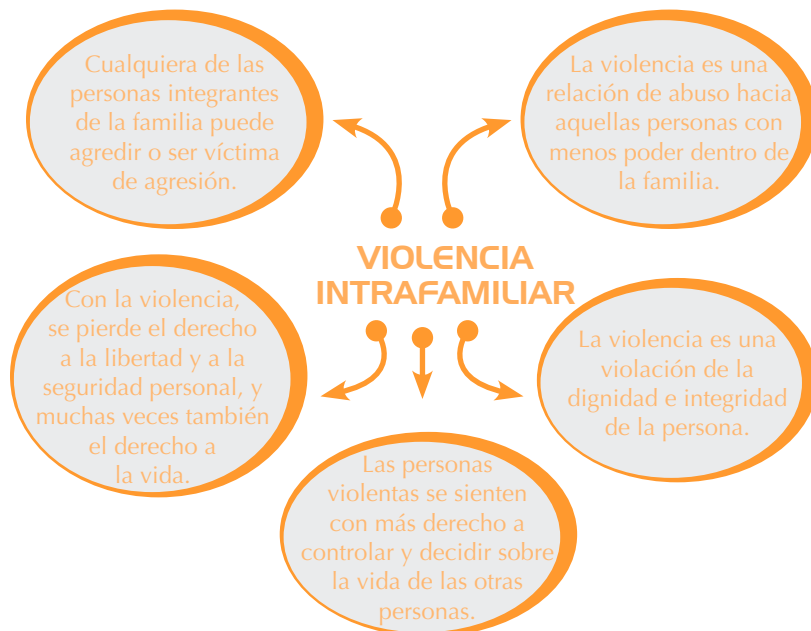 Cualquiera de las
personas integrantes
de la familia puede
agredir o ser víctima
de agresión.
La violencia es una
relación de abuso hacia
aquellas personas con
menos poder dentro de
la familia.
VIOLENCIA
INTRAFAMILIAR
Con la violencia,
se pierde el derecho
a la libertad y a la
seguridad personal, y
muchas veces también
el derecho a
la vida.
La violencia es una
violación de la
dignidad e integridad
de la persona.
Las personas
violentas se sienten
con más derecho a
controlar y decidir sobre
la vida de las otras
personas.